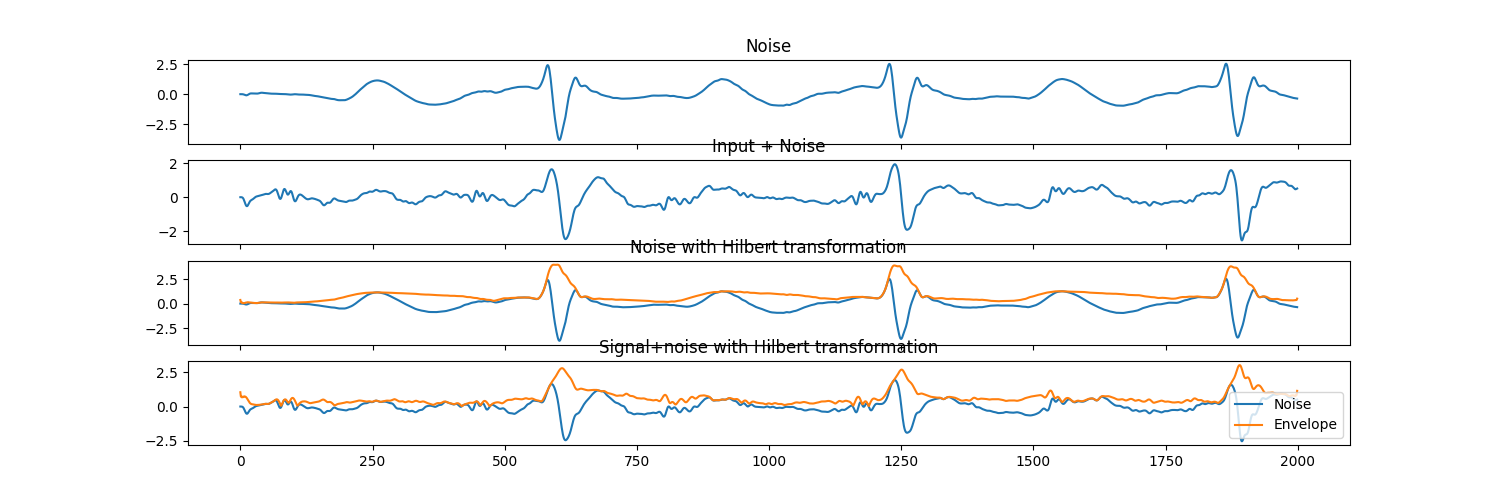 Noise
2.5
0.0
−2.5
Input + Noise
2
0
−2
Noise with Hilbert transformation
2.5
0.0
−2.5
Signal+noise with Hilbert transformation
2.5
0.0
−2.5
Noise
Envelope
0 250 500 750 1000 1250 1500 1750 2000